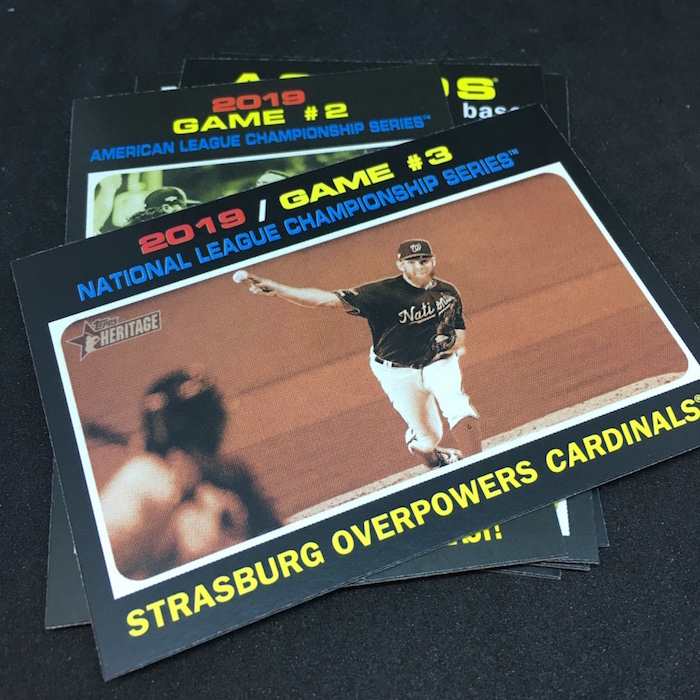 2019
GAME #2
AMERICAN LEAGUE CHAMPIONSHIP SERIES™
base
2019 / GAME #3
NATIONAL LEAGUE CHAMPIONSHIP SERIES™
Topps
HERITAGE
W
Nationals
STRASBURG OVERPOWERS CARDINALS®